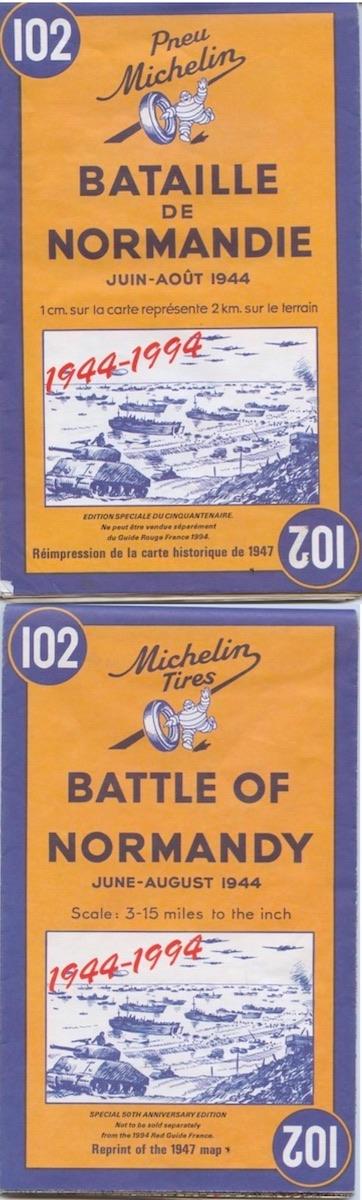 102
Pneu
Michelin
BATAILLE
DE
NORMANDIE
JUIN-AOÛT 1944
1 cm. sur la carte représente 2 km. sur le terrain
1944-1994
EDITION SPECIALE DU CINQUANTENAIRE.
Ne peut être vendue séparément
du Guide Rouge France 1994.
Réimpression de la carte historique de 1947
102
102
Michelin
Tires
BATTLE OF
NORMANDY
JUNE-AUGUST 1944
Scale: 3-15 miles to the inch
1944-1994
SPECIAL 50TH ANNIVERSARY EDITION
Not to be sold separately
from the 1994 Red Guide France.
Reprint of the 1947 map
102